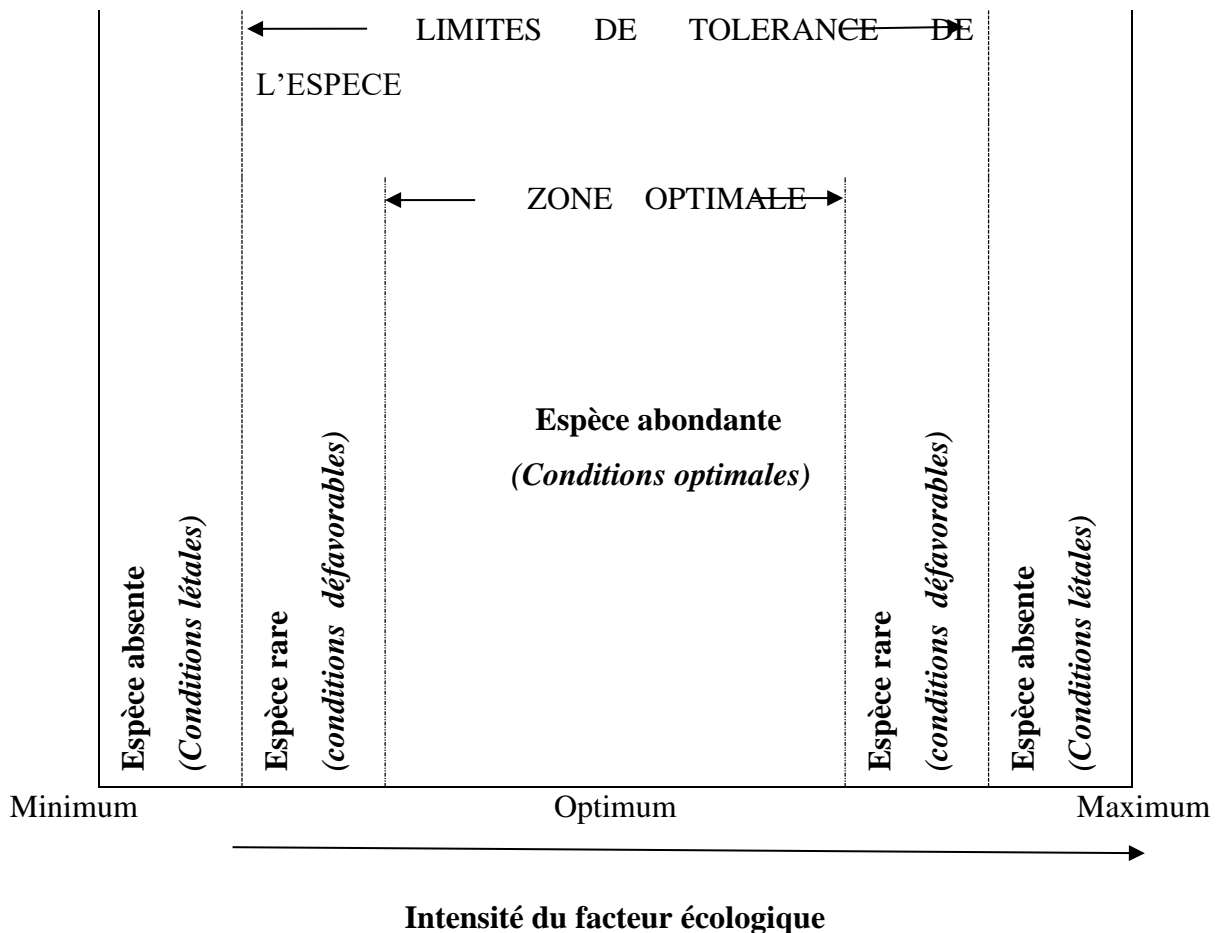 LIMITES DE TOLERANCE DE
L’ESPECE
ZONE OPTIMALE
Espèce abondante
(Conditions optimales)
Espèce absente
(Conditions létales)
Espèce rare
(conditions défavorables)
Espèce rare
(conditions défavorables)
Espèce absente
(Conditions létales)
Minimum Optimum Maximum
Intensité du facteur écologique